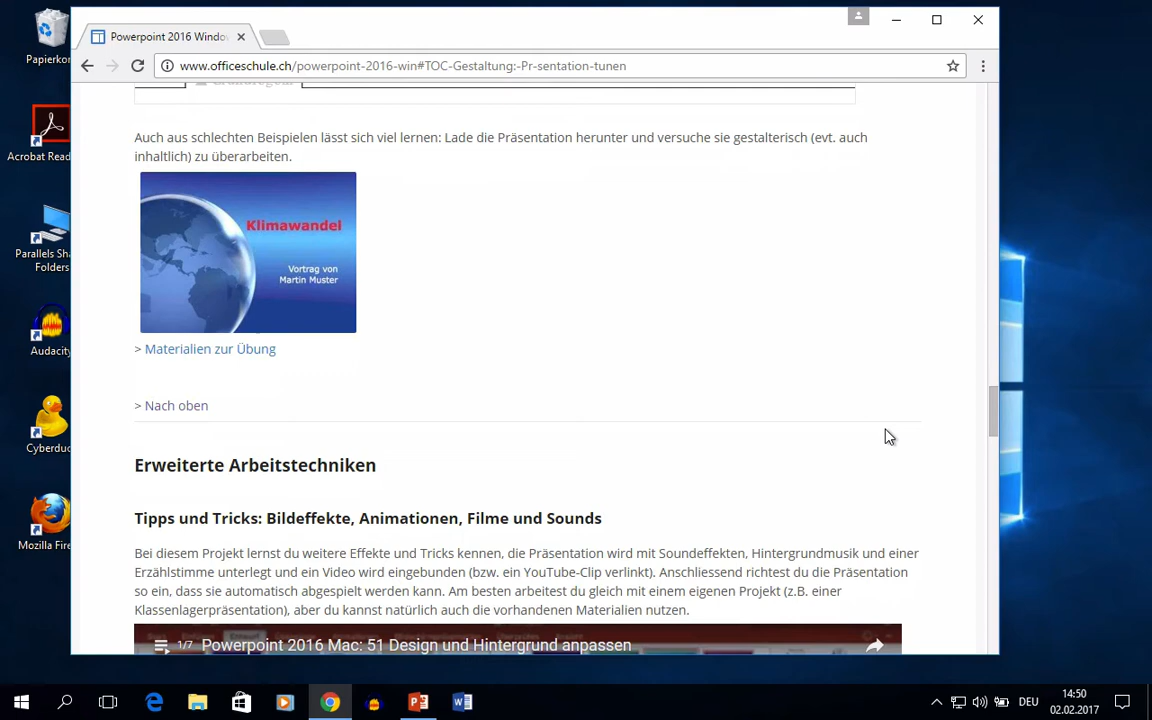 Powerpoint 2016 Windo
www.officeschule.ch/powerpoint-2016-win#TOC-Gestaltung:-Pr-sentation-tunen
Papierko
Acrobat Read
Parallels Sha
Folders
Audacity
Cyberduc
Mozilla Fire
Auch aus schlechten Beispielen lässt sich viel lernen: Lade die Präsentation herunter und versuche sie gestalterisch (evt. auch
inhaltlich) zu überarbeiten.
Klimawandel
Vortrag von
Martin Muster
> Materialien zur Übung
> Nach oben
Erweiterte Arbeitstechniken
Tipps und Tricks: Bildeffekte, Animationen, Filme und Sounds
Bei diesem Projekt lernst du weitere Effekte und Tricks kennen, die Präsentation wird mit Soundeffekten, Hintergrundmusik und einer
Erzählstimme unterlegt und ein Video wird eingebunden (bzw. ein YouTube-Clip verlinkt). Anschliessend richtest du die Präsentation
so ein, dass sie automatisch abgespielt werden kann. Am besten arbeitest du gleich mit einem eigenen Projekt (z.B. einer
Klassenlagerpräsentation), aber du kannst natürlich auch die vorhandenen Materialien nutzen.
1/7 Powerpoint 2016 Mac: 51 Design und Hintergrund anpassen
DEU
14:50
02.02.2017